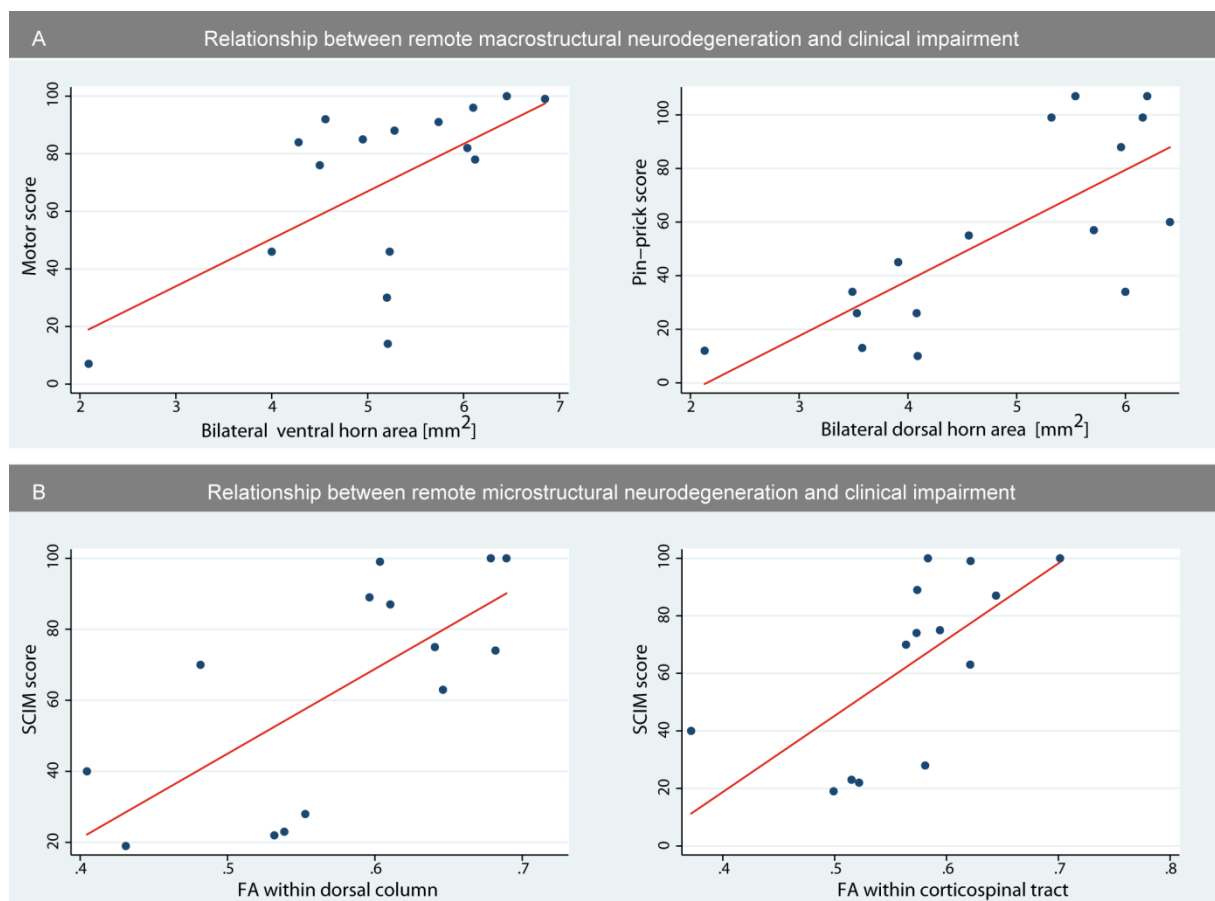 A Relationship between remote macrostructural neurodegeneration and clinical impairment
Motor score
100
80
60
40
20
0
2 3 4 5 6 7
Bilateral ventral horn area [mm²]
Pin-prick score
100
80
60
40
20
0
2 3 4 5 6
Bilateral dorsal horn area [mm²]
B Relationship between remote microstructural neurodegeneration and clinical impairment
SCIM score
100
80
60
40
20
.4 .5 .6 .7
FA within dorsal column
SCIM score
100
80
60
40
20
0
.4 .5 .6 .7 .8
FA within corticospinal tract